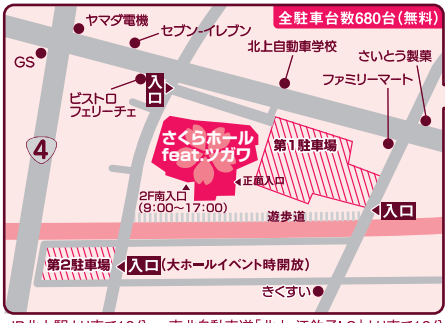 全駐車台数680台(無料)
ヤマダ電機
セブン-イレブン
北上自動車学校
さいとう製菓
GS
ファミリーマート
入口
ビストロ
フェリーチェ
さくらホール
feat.ツガワ
第1駐車場
4
2F南入口
(9:00〜17:00)
正面入口
遊歩道
入口
第2駐車場
入口(大ホールイベント時開放)
きくすい